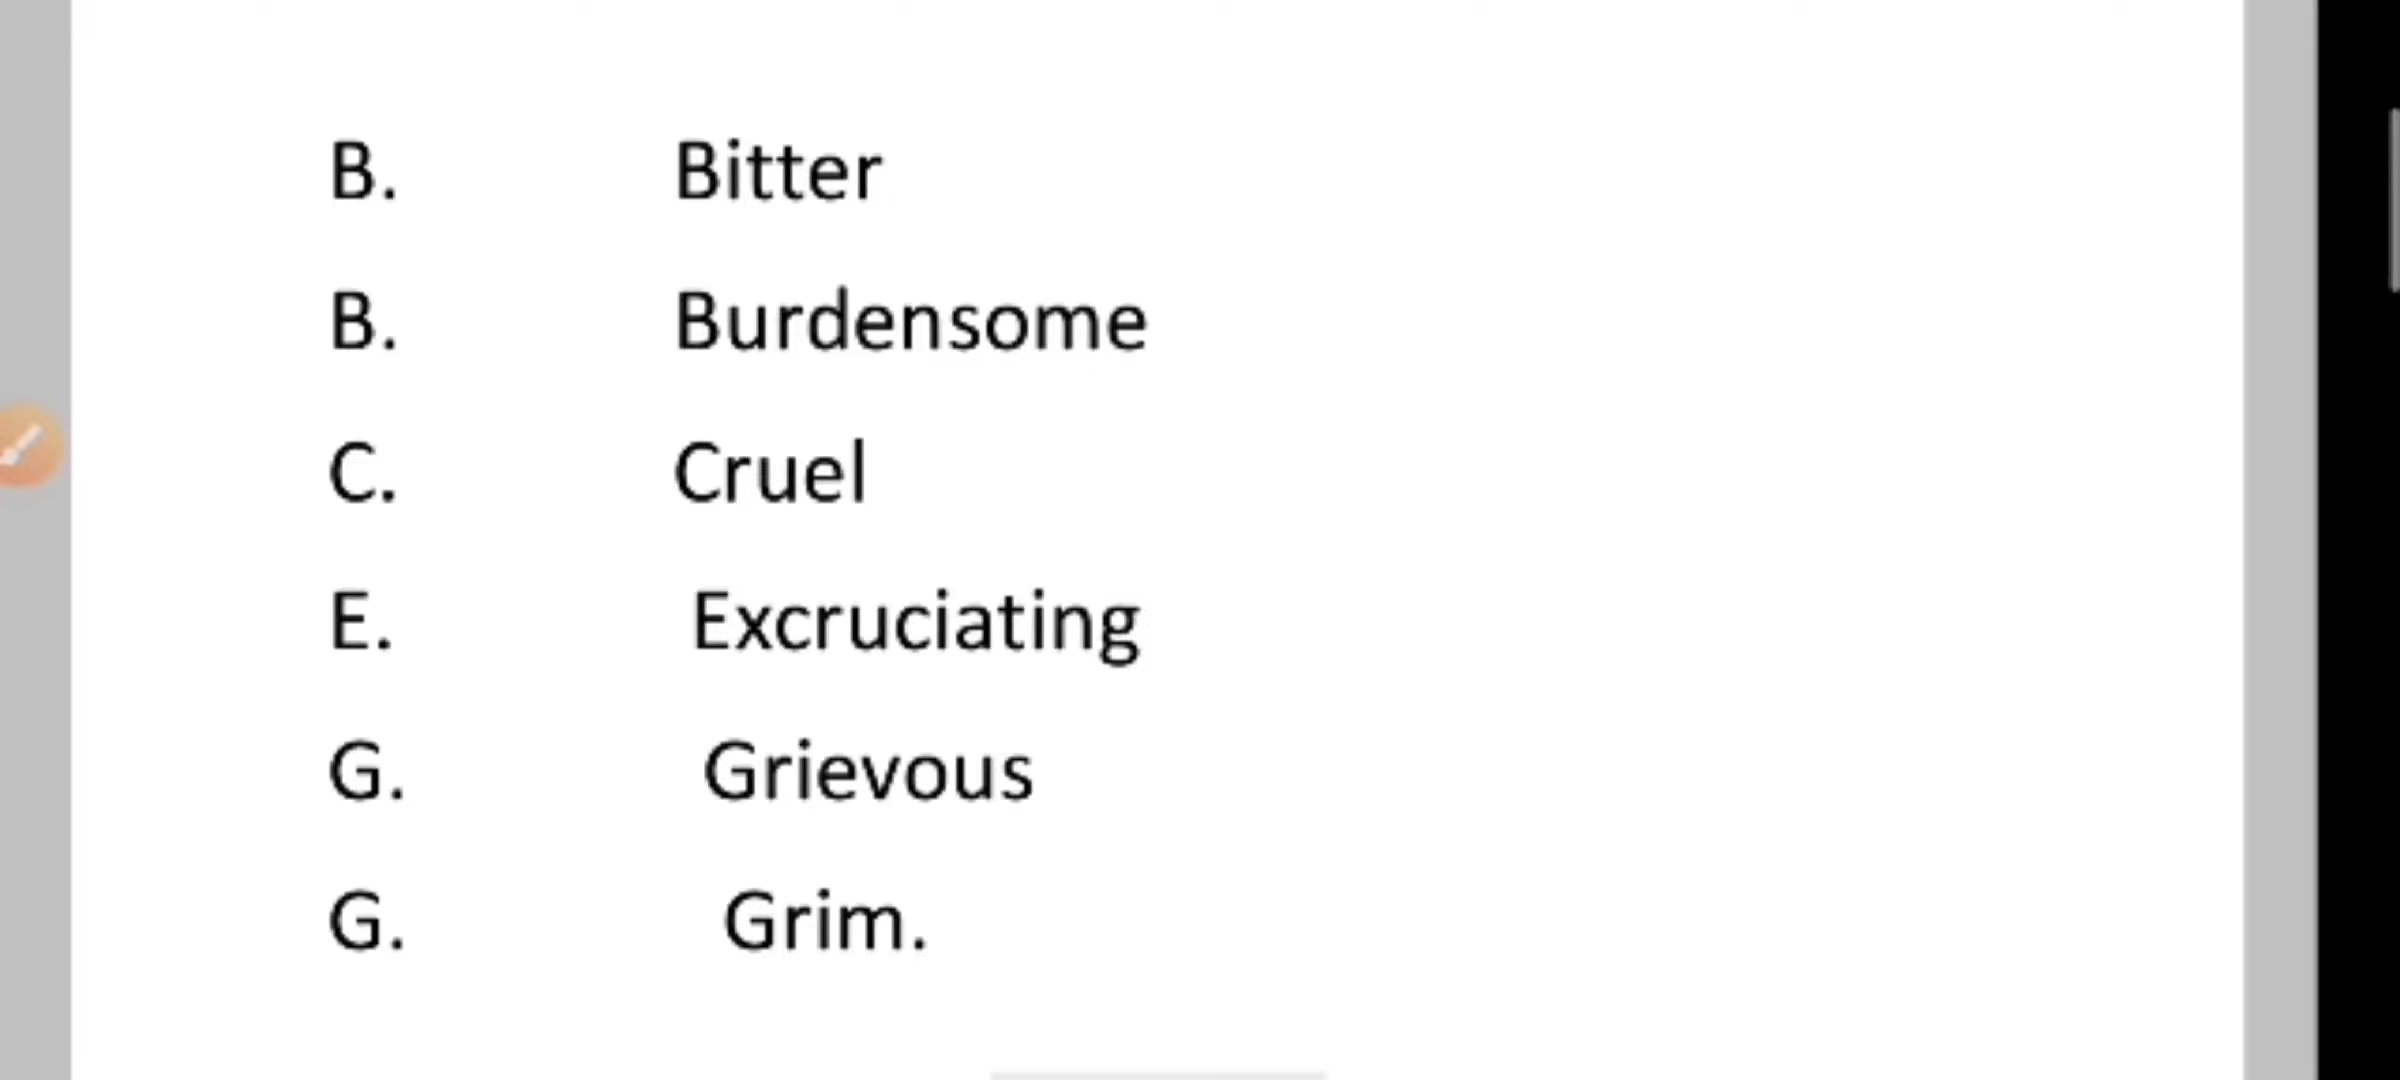 B. Bitter
B. Burdensome
C. Cruel
E. Excruciating
G. Grievous
G. Grim.